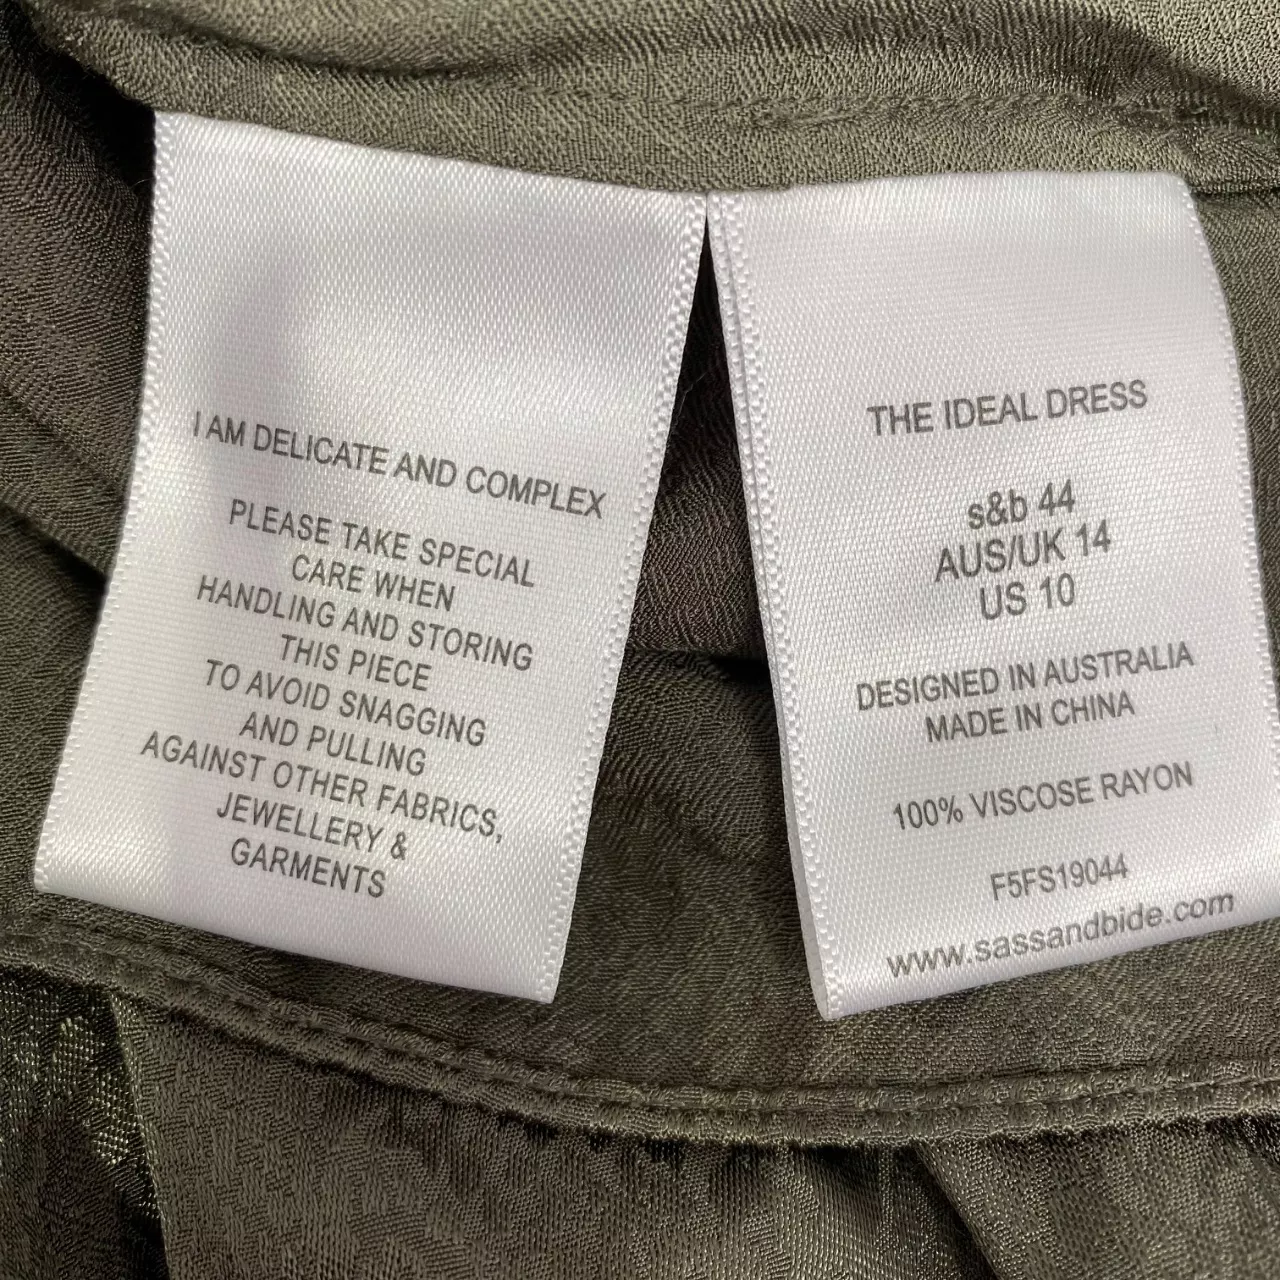 I AM DELICATE AND COMPLEX
PLEASE TAKE SPECIAL
CARE WHEN
HANDLING AND STORING
THIS PIECE
TO AVOID SNAGGING
AND PULLING
AGAINST OTHER FABRICS,
JEWELLERY &
GARMENTS
THE IDEAL DRESS
s&b 44
AUS/UK 14
US 10
DESIGNED IN AUSTRALIA
MADE IN CHINA
100% VISCOSE RAYON
F5FS19044
www.sassandbide.com